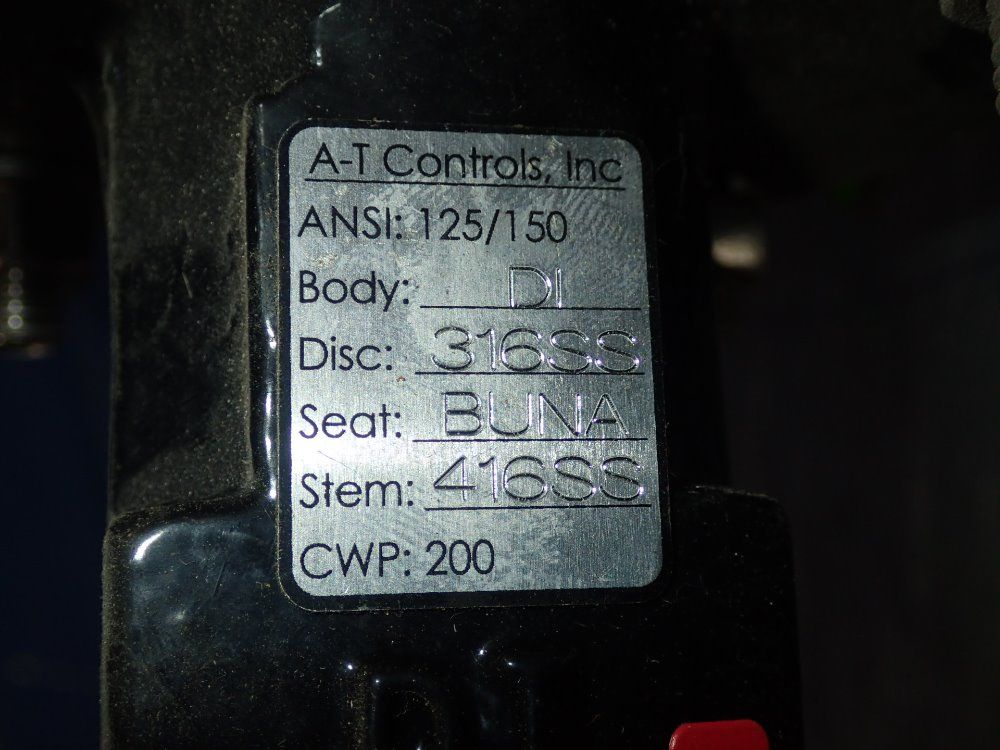 A-T Controls, Inc
ANSI: 125/150
Body: DI
Disc: 316SS
Seat: BUNA
Stem: 416SS
CWP: 200